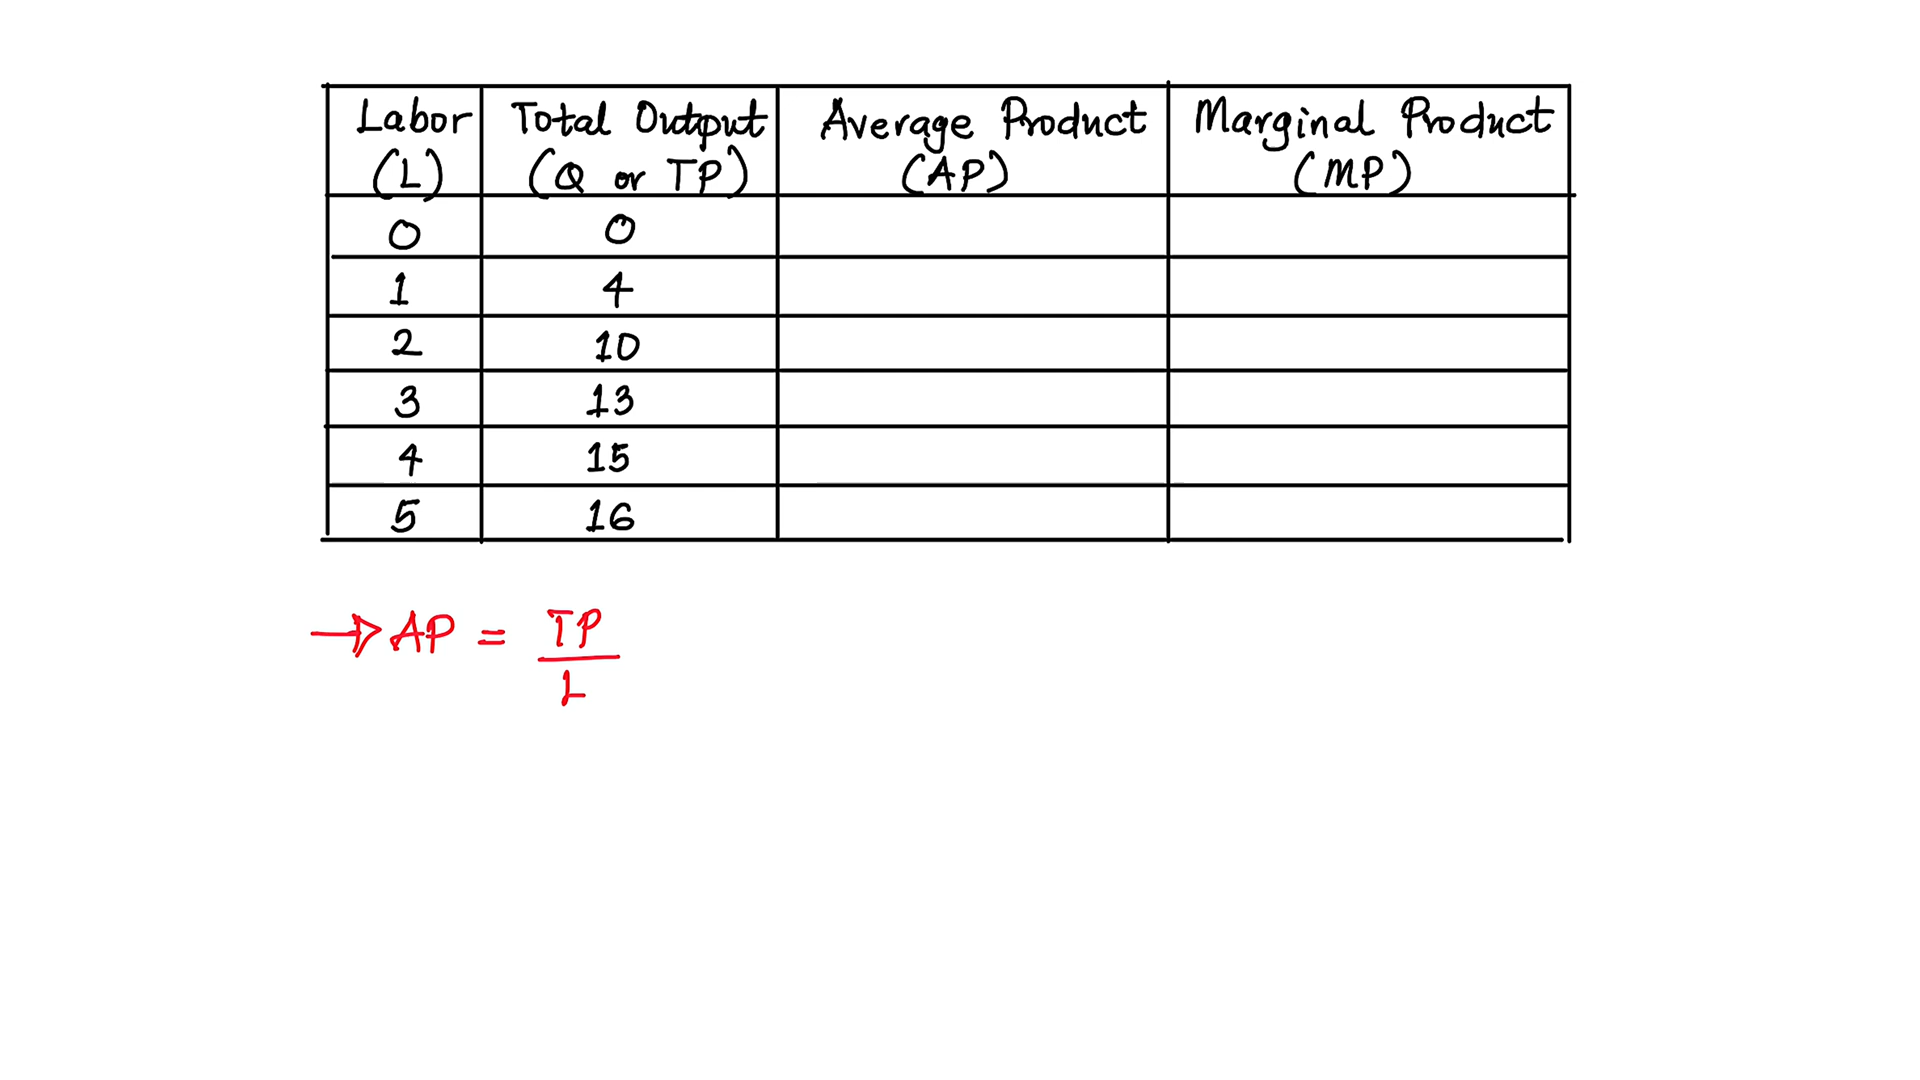 Labor (L) | Total Output (Q or TP) | Average Product (AP) | Marginal Product (MP)
0 | 0
1 | 4
2 | 10
3 | 13
4 | 15
5 | 16
→ AP = TP / L